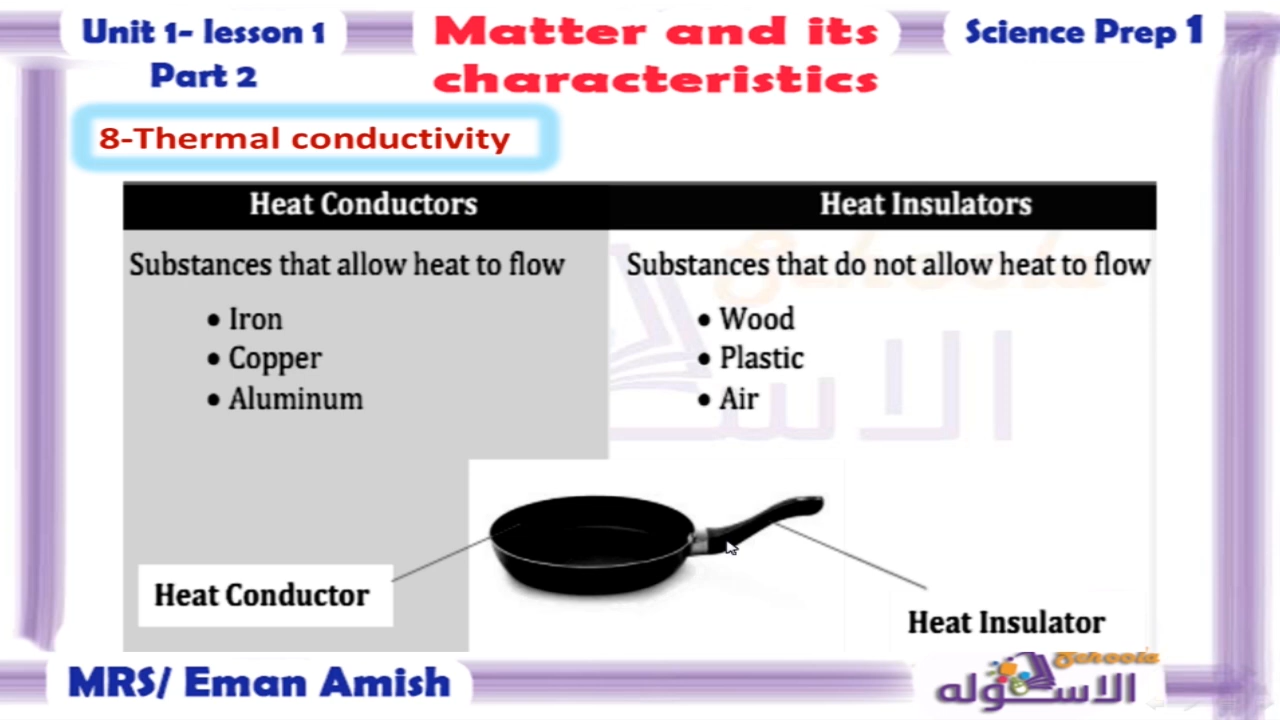 Unit 1- lesson 1
Part 2
Matter and its
characteristics
Science Prep 1
8-Thermal conductivity
Heat Conductors
Heat Insulators
Substances that allow heat to flow
• Iron
• Copper
• Aluminum
Substances that do not allow heat to flow
• Wood
• Plastic
• Air
Heat Conductor
Heat Insulator
MRS/ Eman Amish
Schoola
الاسكوله